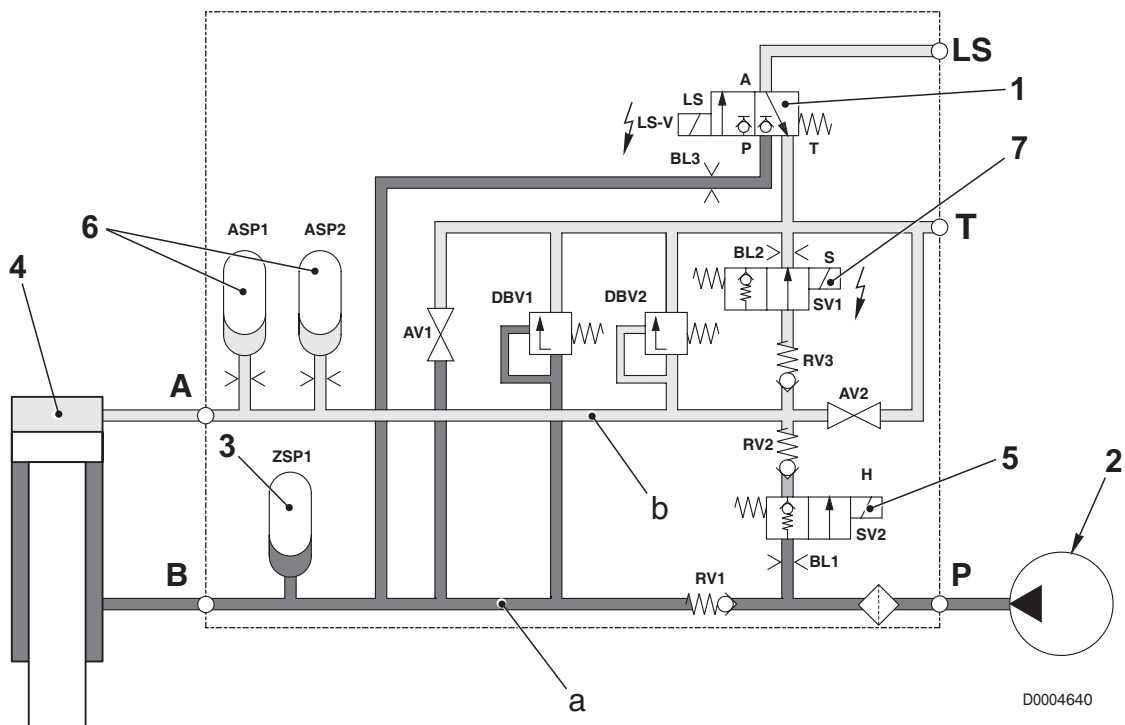 LS
A
1
LS
LS-V
P
T
BL3
7
6
ASP1
ASP2
T
BL2
S
4
DBV1
DBV2
SV1
AV1
RV3
A
AV2
3
RV2
ZSP1
H
5
2
b
SV2
B
BL1
P
RV1
a
D0004640